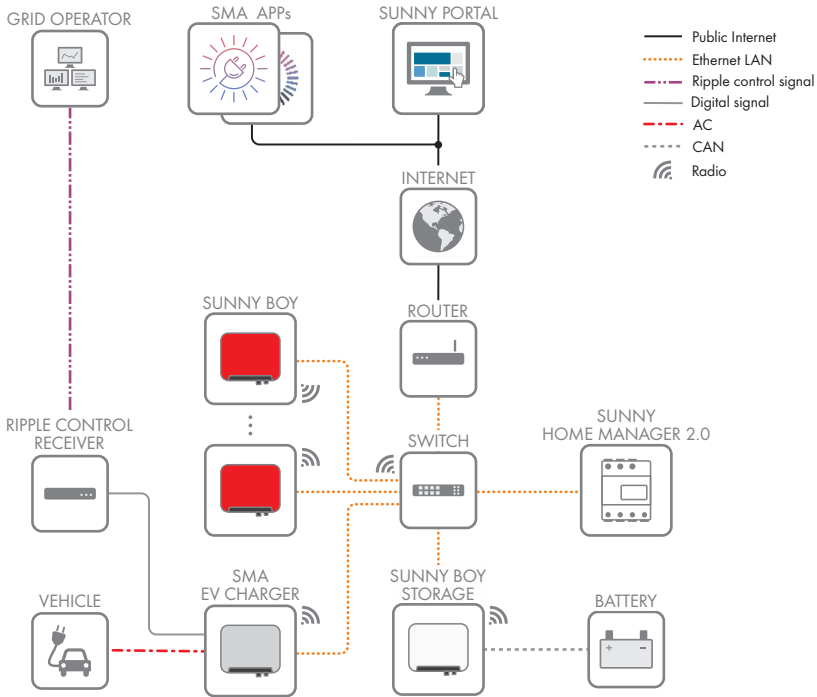 GRID OPERATOR
SMA APPs
SUNNY PORTAL
Public Internet
Ethernet LAN
Ripple control signal
Digital signal
AC
CAN
Radio
INTERNET
SUNNY BOY
ROUTER
RIPPLE CONTROL
RECEIVER
SWITCH
SUNNY
HOME MANAGER 2.0
VEHICLE
SMA
EV CHARGER
SUNNY BOY
STORAGE
BATTERY
+ −